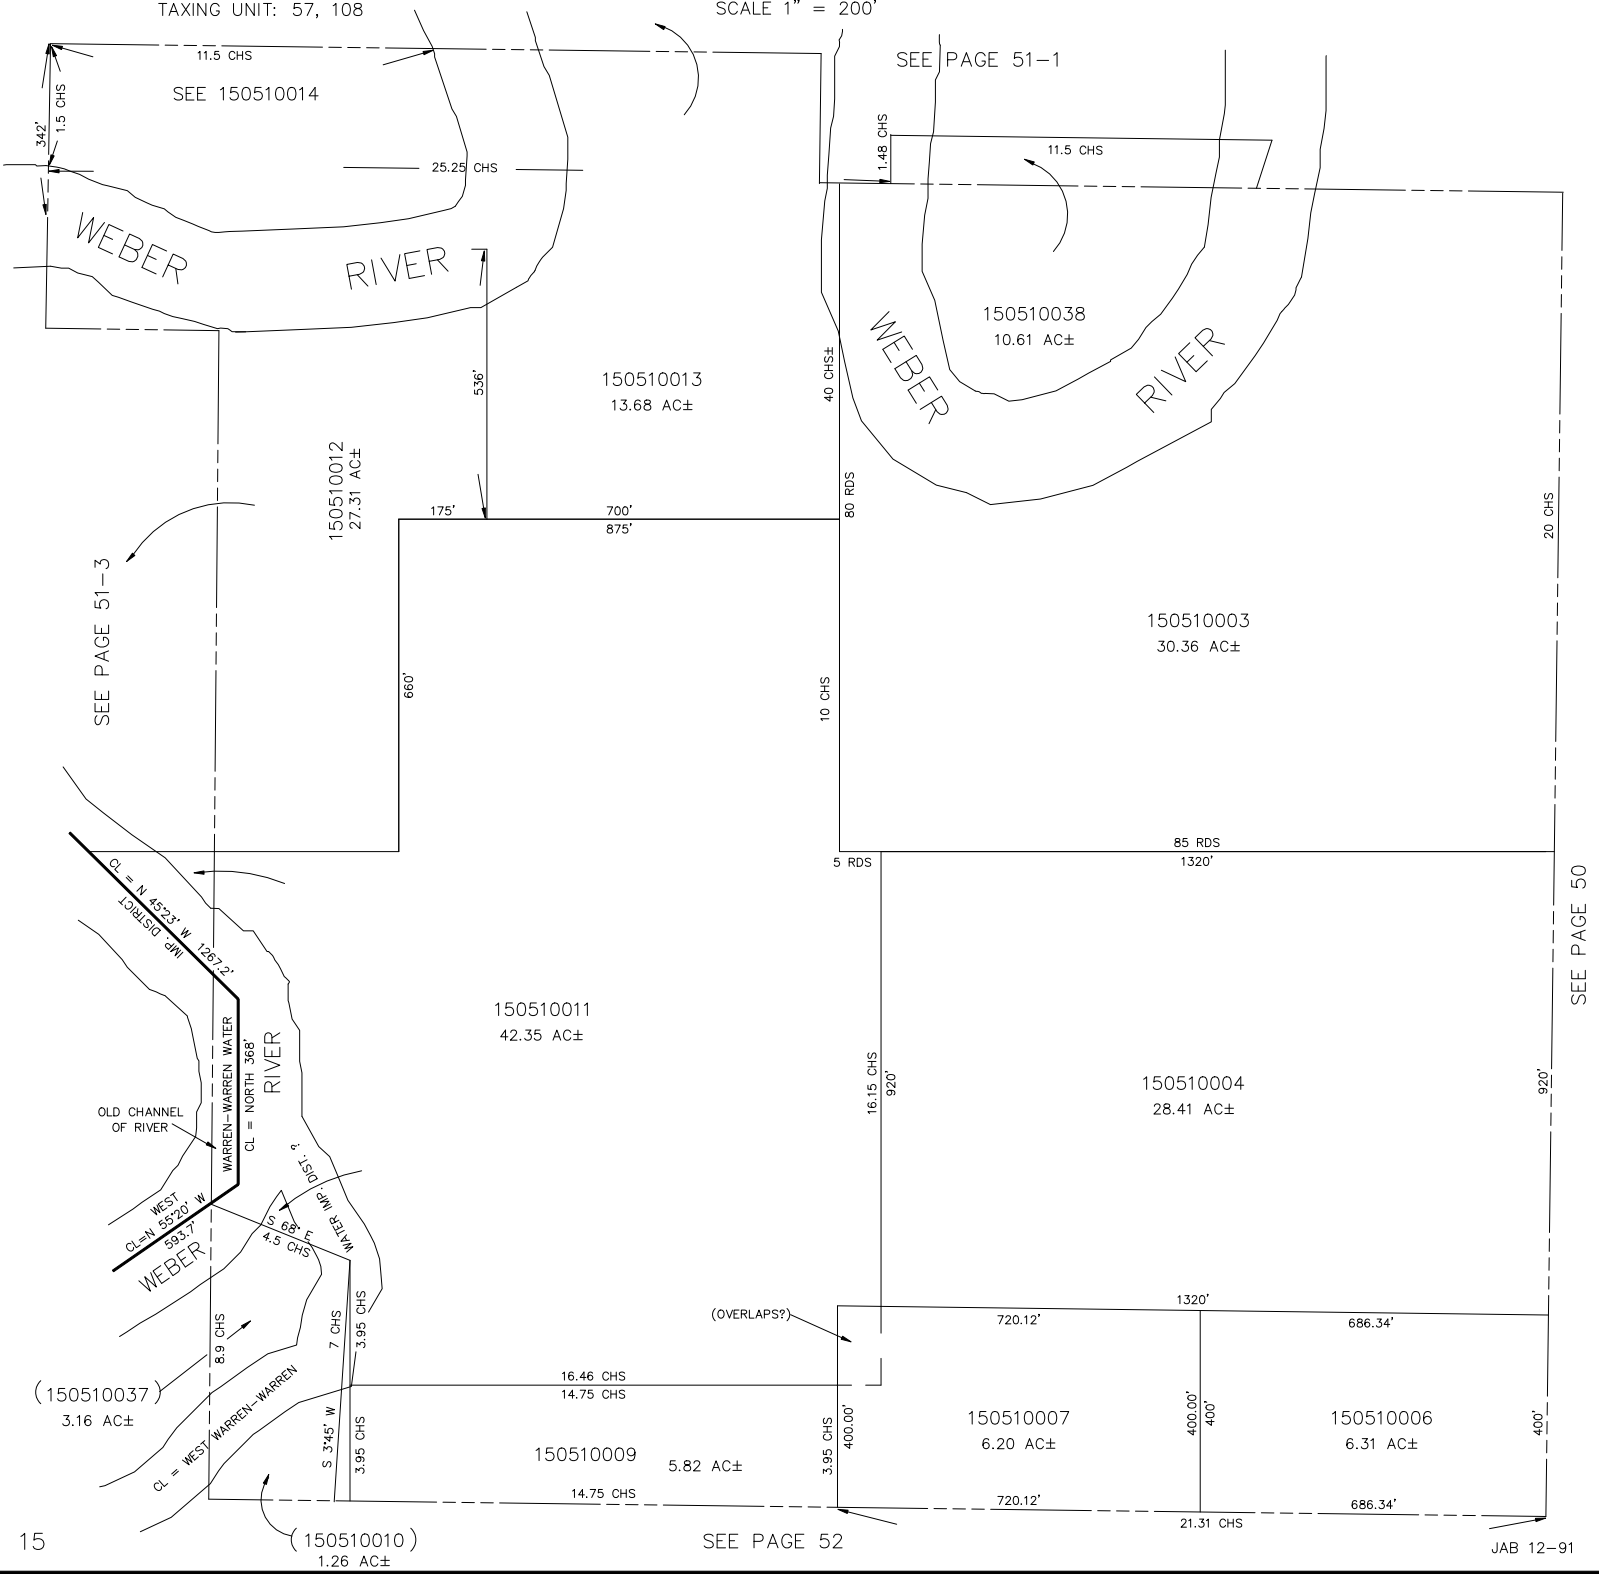 TAXING UNIT: 57, 108
SCALE 1" = 200'
SEE PAGE 51-1
11.5 CHS
SEE 150510014
342'
1.5 CHS
25.25 CHS
1.48 CHS
11.5 CHS
WEBER
RIVER
150510038
10.61 AC±
WEBER
RIVER
536'
150510013
13.68 AC±
40 CHS±
150510012
27.31 AC±
80 RDS
20 CHS
175'
700'
875'
SEE PAGE 51-3
150510003
30.36 AC±
660'
10 CHS
85 RDS
5 RDS
1320'
CL = N 45°23' W 1267.2'
IMP. DISTRICT
SEE PAGE 50
150510011
42.35 AC±
WARREN-WARREN WATER
CL = NORTH 368'
RIVER
16.15 CHS
920'
150510004
28.41 AC±
920'
OLD CHANNEL
OF RIVER
WATER IMP. DIST. ?
WEST
CL=N 55°20' W
593.7'
WEBER
S 68° E
4.5 CHS
8.9 CHS
7 CHS
3.95 CHS
(OVERLAPS?)
1320'
720.12'
686.34'
16.46 CHS
14.75 CHS
(150510037)
3.16 AC±
CL = WEST WARREN-WARREN
S 3°45' W
3.95 CHS
150510009
5.82 AC±
3.95 CHS
400.00'
150510007
6.20 AC±
400.00'
400'
150510006
6.31 AC±
400'
14.75 CHS
720.12'
686.34'
21.31 CHS
15
(150510010)
1.26 AC±
SEE PAGE 52
JAB 12-91